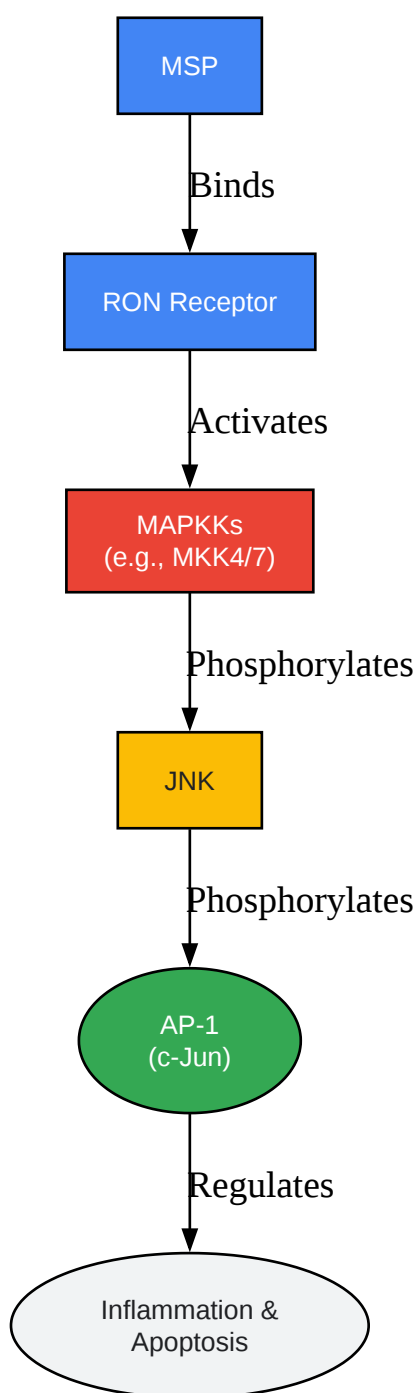 MSP
Binds
RON Receptor
Activates
MAPKKs
(e.g., MKK4/7)
Phosphorylates
JNK
Phosphorylates
AP-1
(c-Jun)
Regulates
Inflammation &
Apoptosis